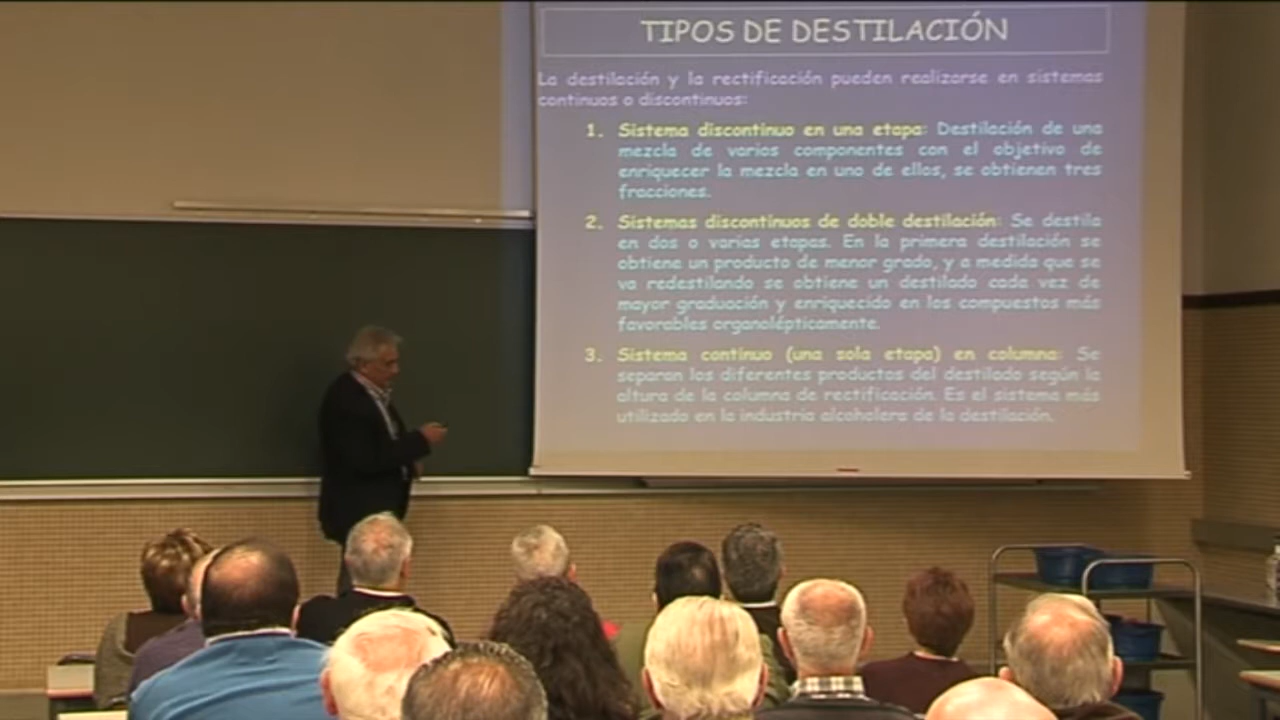 TIPOS DE DESTILACIÓN
La destilación y la rectificación pueden realizarse en sistemas
continuos o discontinuos:
1. Sistema discontinuo en una etapa: Destilación de una
mezcla de varios componentes con el objetivo de
enriquecer la mezcla en uno de ellos, se obtienen tres
fracciones.
2. Sistemas discontinuos de doble destilación: Se destila
en dos o varias etapas. En la primera destilación se
obtiene un producto de menor grado, y a medida que se
va redestilando se obtiene un destilado cada vez de
mayor graduación y enriquecido en los compuestos más
favorables organolépticamente.
3. Sistema continuo (una sola etapa) en columna: Se
separan los diferentes productos del destilado según la
altura de la columna de rectificación. Es el sistema más
utilizado en la industria alcoholera de la destilación.